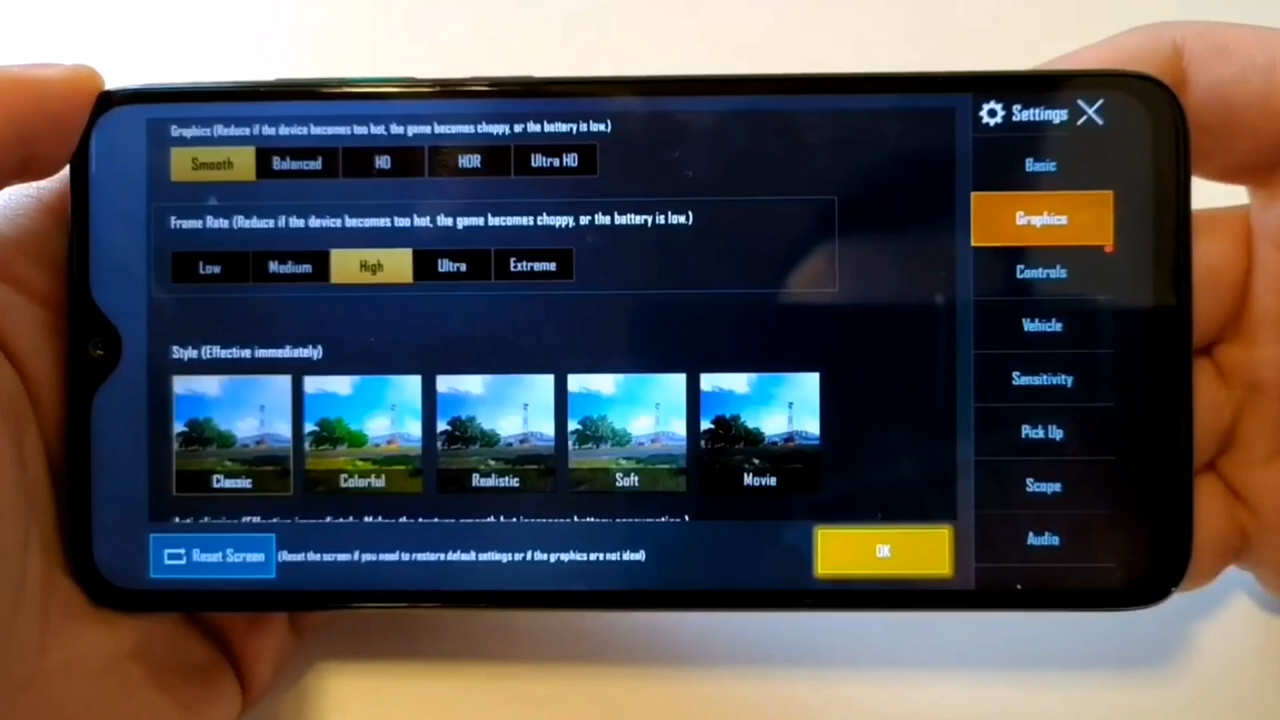 Graphics (Reduce if the device becomes too hot, the game becomes choppy, or the battery is low.)
Smooth Balanced HD HDR Ultra HD
Frame Rate (Reduce if the device becomes too hot, the game becomes choppy, or the battery is low.)
Low Medium High Ultra Extreme
Style (Effective immediately)
Classic Colorful Realistic Soft Movie
Reset Screen (Reset the screen if you need to restore default settings or if the graphics are not ideal)
OK
Settings
Basic
Graphics
Controls
Vehicle
Sensitivity
Pick Up
Scope
Audio